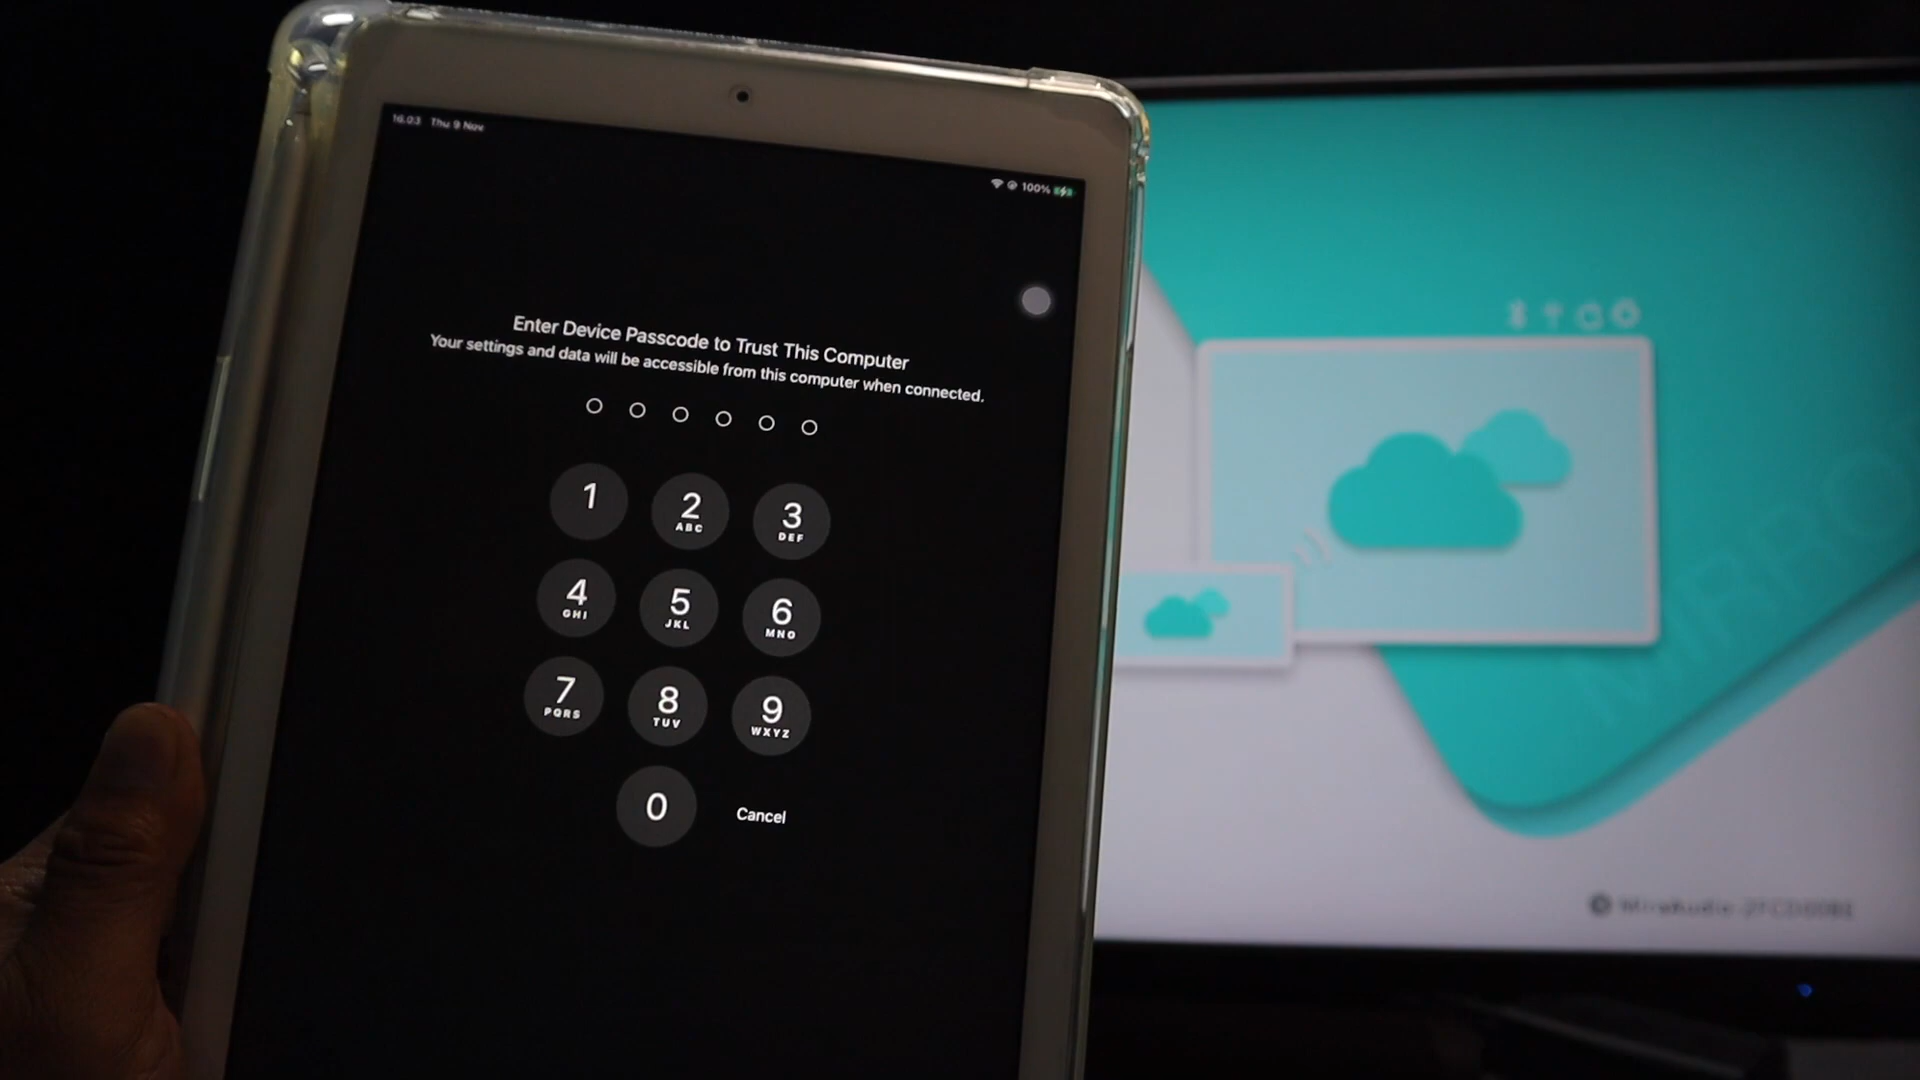 16.03 Thu 9 Nov
100%
Enter Device Passcode to Trust This Computer
Your settings and data will be accessible from this computer when connected.
1
2
ABC
3
DEF
4
GHI
5
JKL
6
MNO
7
PQRS
8
TUV
9
WXYZ
0
Cancel